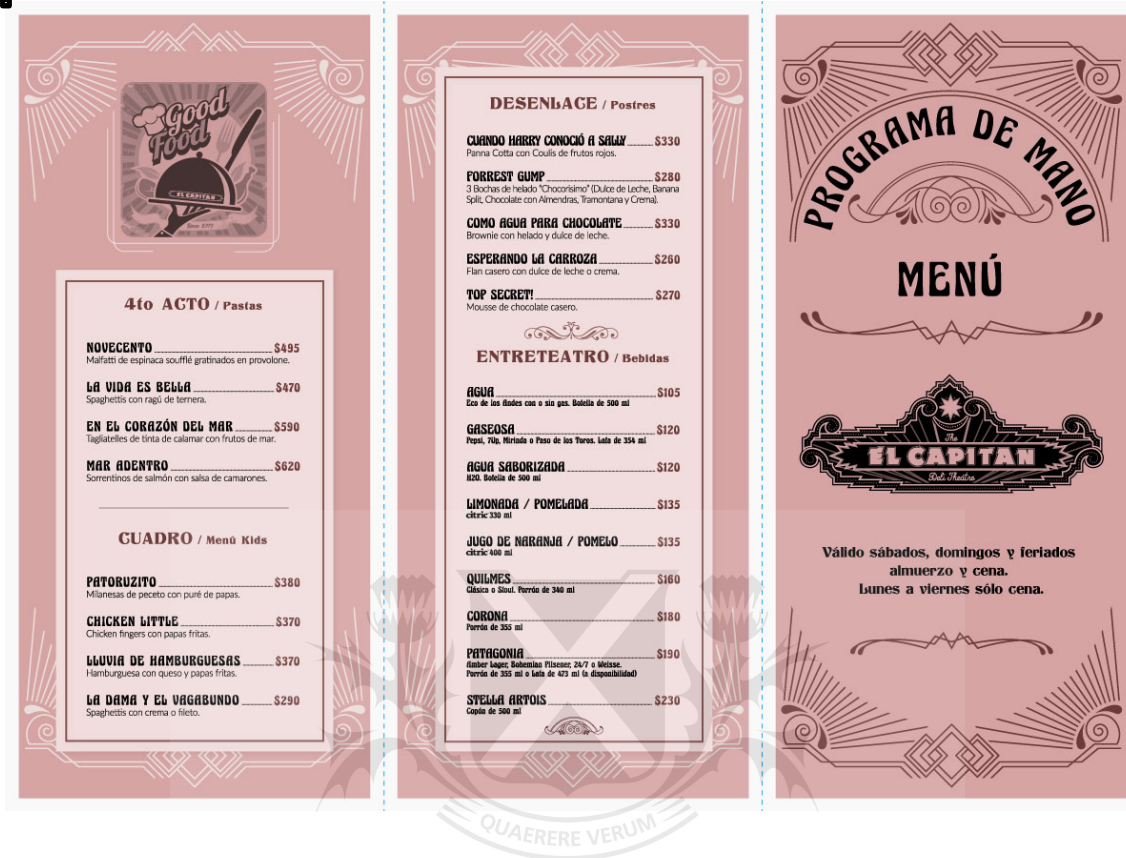 Good
Food
EL CAPITAN
4to ACTO / Pastas
NOVECENTO $495
Malfatti de espinaca soufflé gratinados en provolone.
LA VIDA ES BELLA $470
Spaghettis con ragú de ternera.
EN EL CORAZÓN DEL MAR $590
Tagliatelles de tinta de calamar con frutos de mar.
MAR ADENTRO $620
Sorrentinos de salmón con salsa de camarones.
CUADRO / Menú Kids
PATORUZITO $380
Milanesas de peceto con puré de papas.
CHICKEN LITTLE $370
Chicken fingers con papas fritas.
LLUVIA DE HAMBURGUESAS $370
Hamburguesa con queso y papas fritas.
LA DAMA Y EL VAGABUNDO $290
Spaghettis con crema o fileto.
DESENLACE / Postres
CUANDO HARRY CONOCIÓ A SALLY $330
Panna Cotta con Coulis de frutos rojos.
FORREST GUMP $280
3 Bochas de helado "Chocorisimo" (Dulce de Leche, Banana
Split, Chocolate con Almendras, Tramontana y Crema).
COMO AGUA PARA CHOCOLATE $330
Brownie con helado y dulce de leche.
ESPERANDO LA CARROZA $260
Flan casero con dulce de leche o crema.
TOP SECRET! $270
Mousse de chocolate casero.
ENTRETEATRO / Bebidas
AGUA $105
Eco de los Andes con o sin gas. Botella de 500 ml
GASEOSA $120
Pepsi, 7Up, Mirinda o Paso de los Toros. Lata de 354 ml
AGUA SABORIZADA $120
H2O. Botella de 500 ml
LIMONADA / POMELADA $135
citric 330 ml
JUGO DE NARANJA / POMELO $135
citric 400 ml
QUILMES $160
Clásica o Stout. Porrón de 340 ml
CORONA $180
Porrón de 355 ml
PATAGONIA $190
Amber Lager, Bohemian Pilsener, 24/7 o Weisse.
Porrón de 355 ml o Lata de 473 ml (a disponibilidad)
STELLA ARTOIS $230
Copón de 500 ml
PROGRAMA DE MANO
MENÚ
The
EL CAPITAN
Deli Theatre
Válido sábados, domingos y feriados
almuerzo y cena.
Lunes a viernes sólo cena.
QUAERERE VERUM